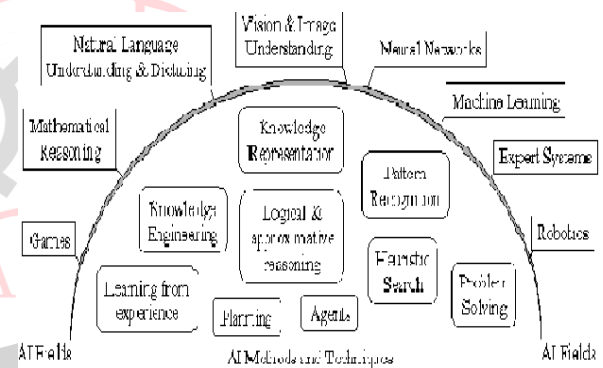 Vision & Image
Understanding
Natural Language
Understanding &
Neural Networks
Machine Learning
Mathematical
Reasoning
Expert Systems
Knowledge
Representation
Pattern
Recognition
Knowledge
Engineering
Logical &
approximative
reasoning
Games
Robotics
Heuristic
Search
Learning from
experience
Problem
Solving
Planning
Agents
AI Fields
AI Methods and Techniques
AI Fields